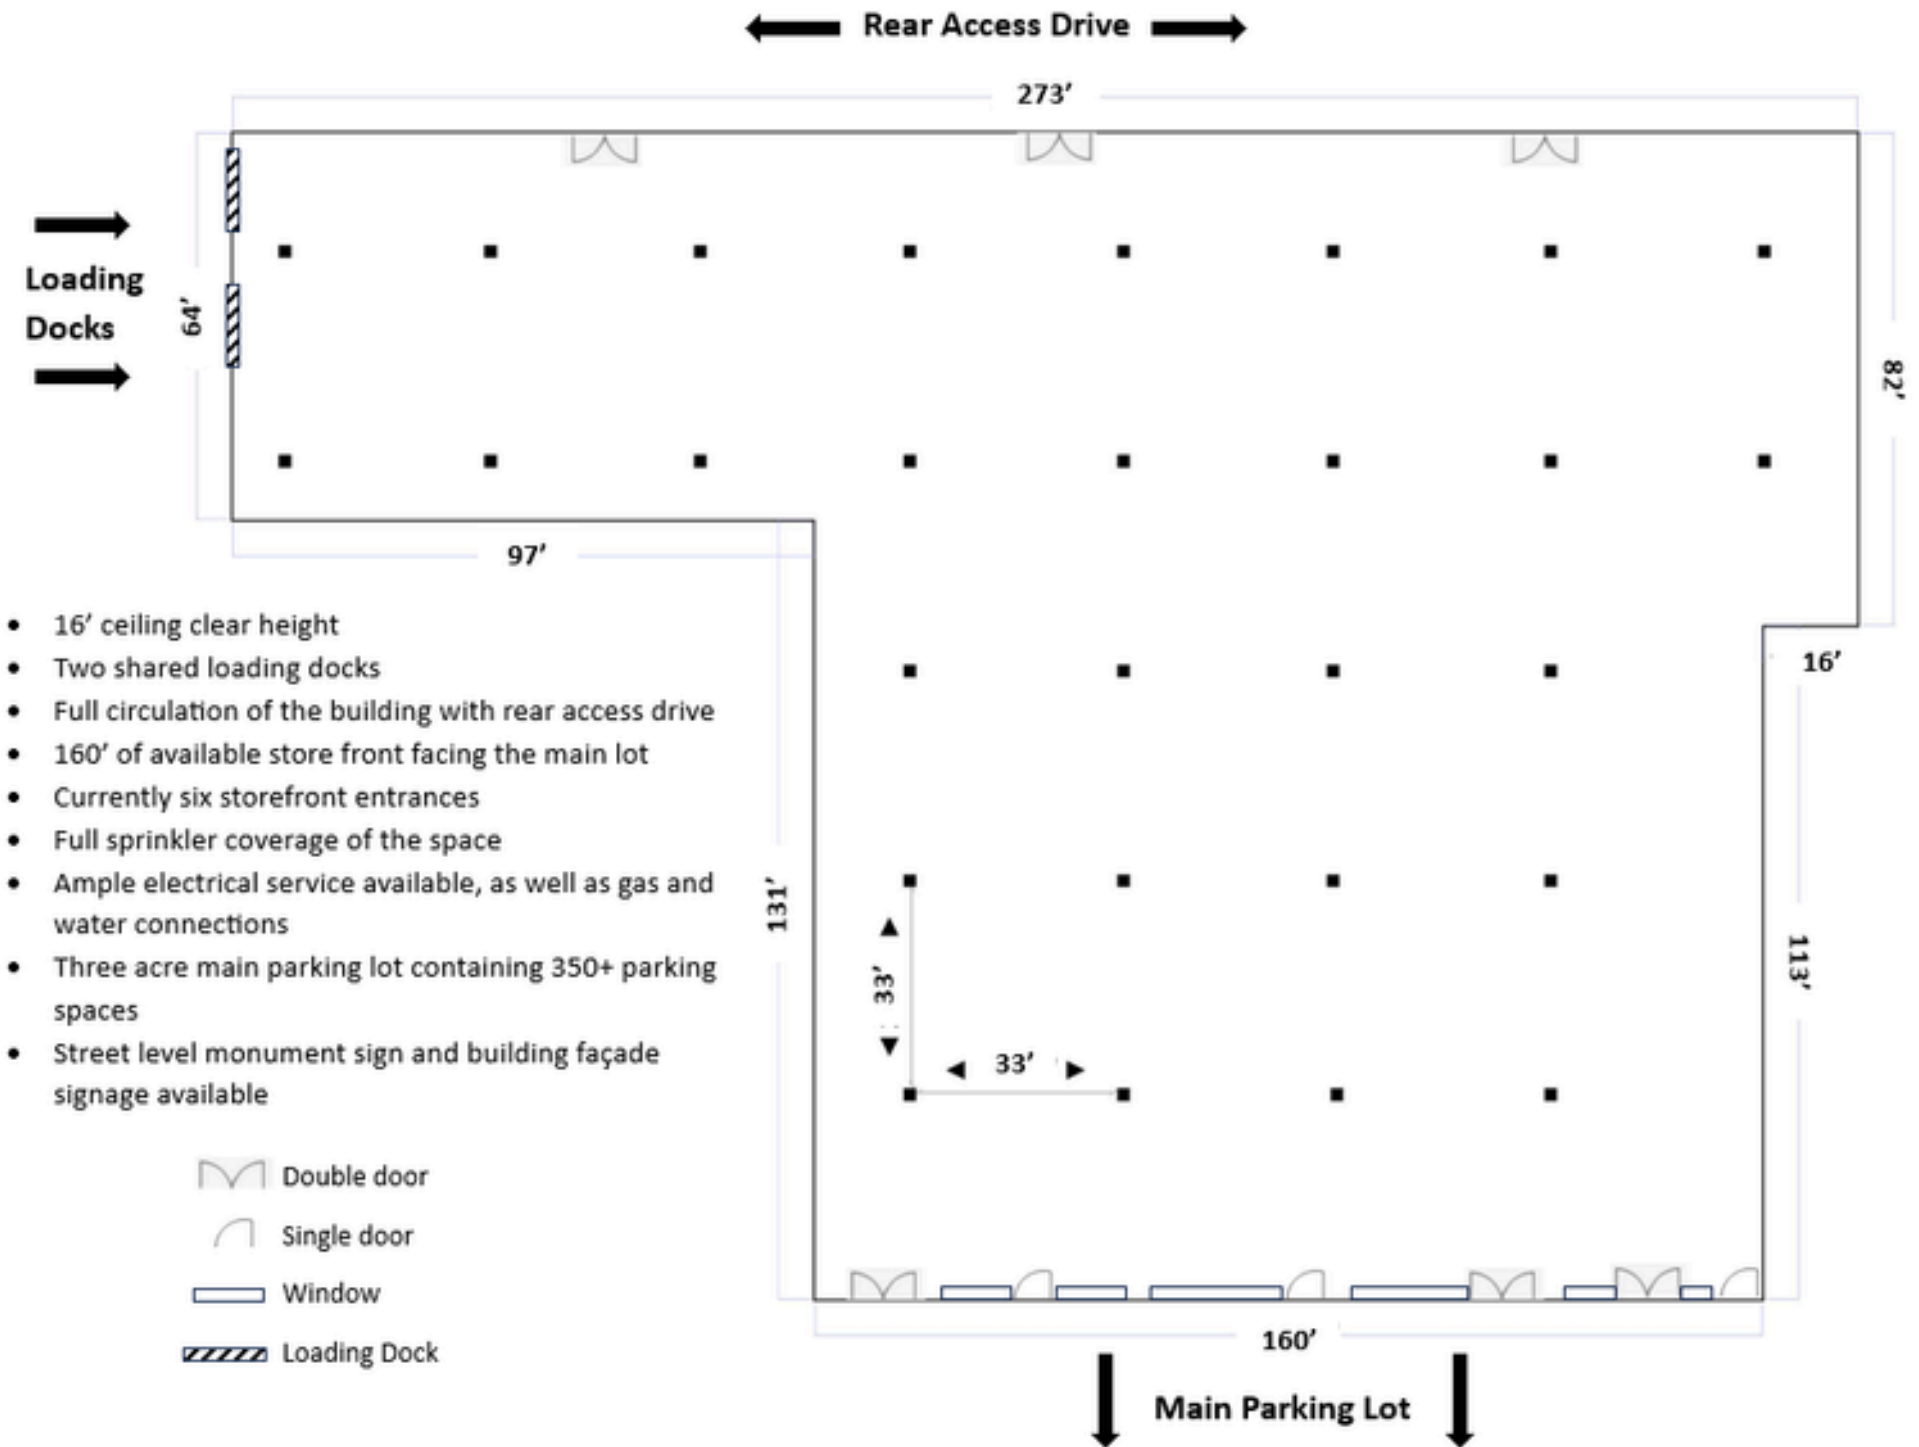 Rear Access Drive
273’
Loading
Docks
64’
82’
97’
16’
• 16’ ceiling clear height
• Two shared loading docks
• Full circulation of the building with rear access drive
• 160’ of available store front facing the main lot
• Currently six storefront entrances
• Full sprinkler coverage of the space
• Ample electrical service available, as well as gas and
water connections
• Three acre main parking lot containing 350+ parking
spaces
• Street level monument sign and building façade
signage available
131’
113’
33’
33’
Double door
Single door
Window
Loading Dock
160’
Main Parking Lot